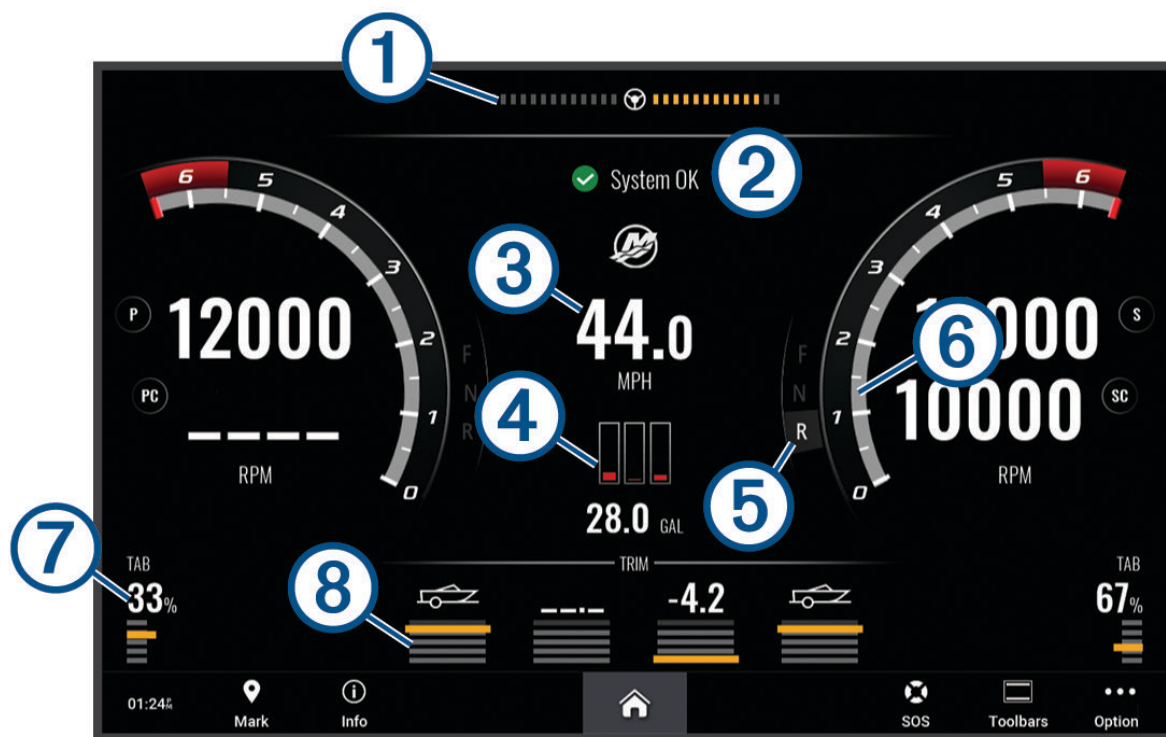 1
2
System OK
6 5 4 3 2 1 0
5 6 4 3 2 1 0
3
44.0
MPH
P
12000
S
6
PC
– – – –
10000
SC
RPM
RPM
F
N
R
F
N
R
4
5
28.0 GAL
7
8
TAB
33%
TRIM
--.-
-4.2
TAB
67%
01:24PM
Mark
Info
SOS
Toolbars
Option